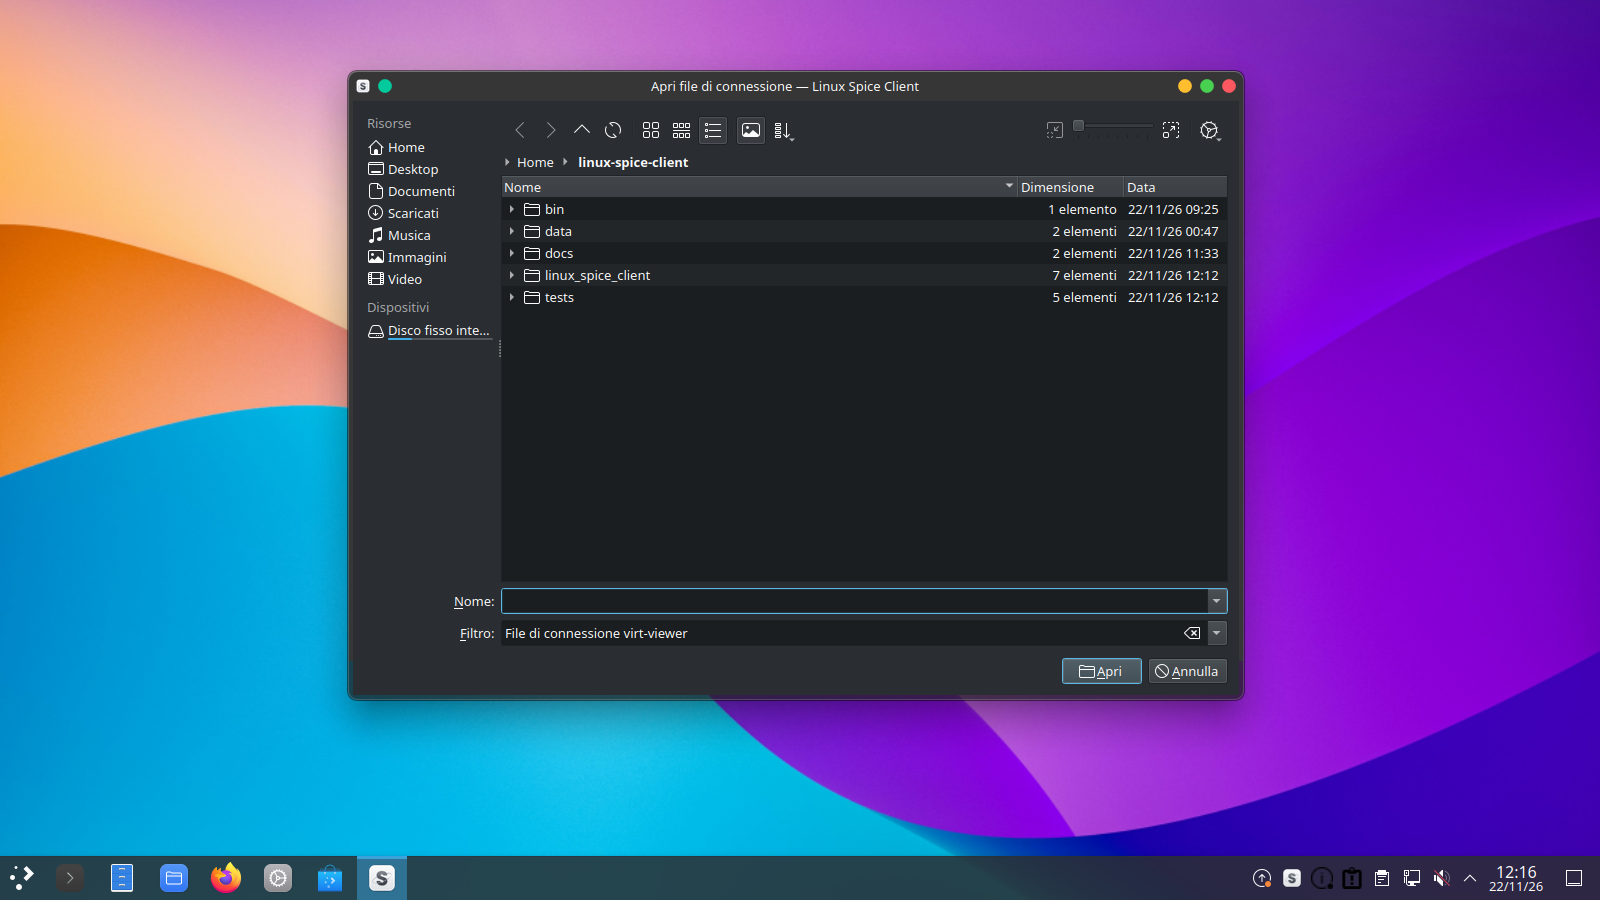 Apri file di connessione — Linux Spice Client
Risorse
Home
Desktop
Documenti
Scaricati
Musica
Immagini
Video
Dispositivi
Disco fisso inte...
Home linux-spice-client
Nome Dimensione Data
bin 1 elemento 22/11/26 09:25
data 2 elementi 22/11/26 00:47
docs 2 elementi 22/11/26 11:33
linux_spice_client 7 elementi 22/11/26 12:12
tests 5 elementi 22/11/26 12:12
Nome:
Filtro: File di connessione virt-viewer
Apri Annulla
S
S
12:16
22/11/26